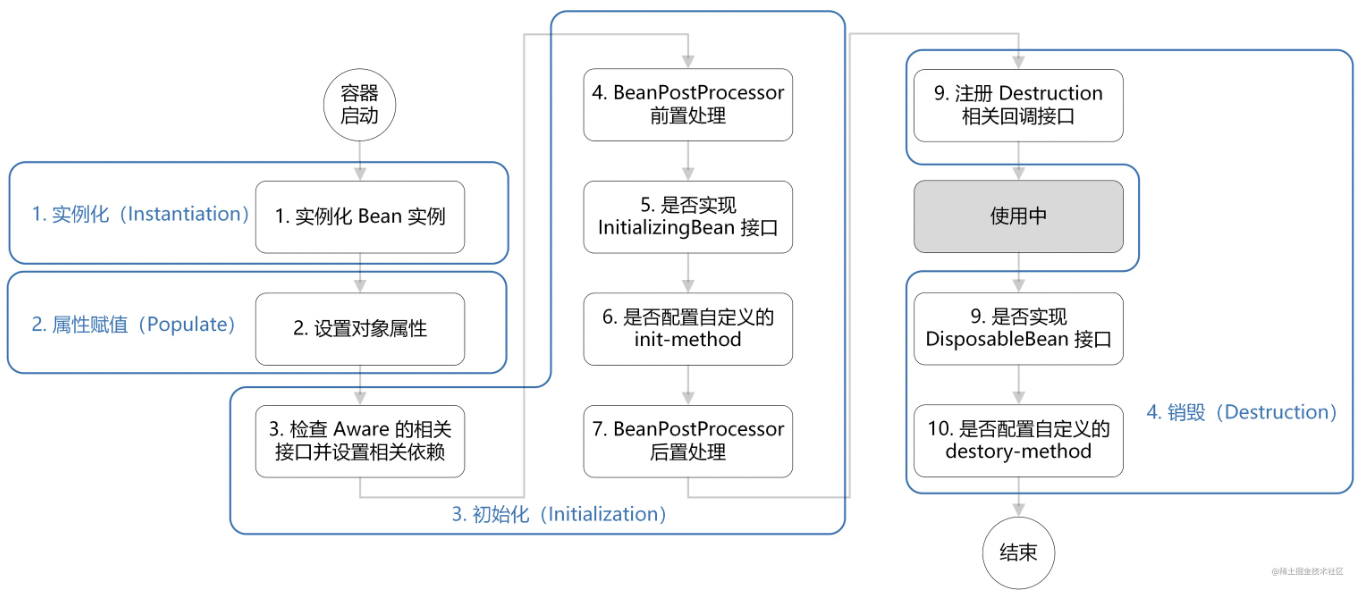 容器
启动
1. 实例化（Instantiation）
1. 实例化 Bean 实例
2. 属性赋值（Populate）
2. 设置对象属性
3. 检查 Aware 的相关
接口并设置相关依赖
3. 初始化（Initialization）
4. BeanPostProcessor
前置处理
5. 是否实现
InitializingBean 接口
6. 是否配置自定义的
init-method
7. BeanPostProcessor
后置处理
9. 注册 Destruction
相关回调接口
使用中
9. 是否实现
DisposableBean 接口
10. 是否配置自定义的
destory-method
4. 销毁（Destruction）
结束
@稀土掘金技术社区